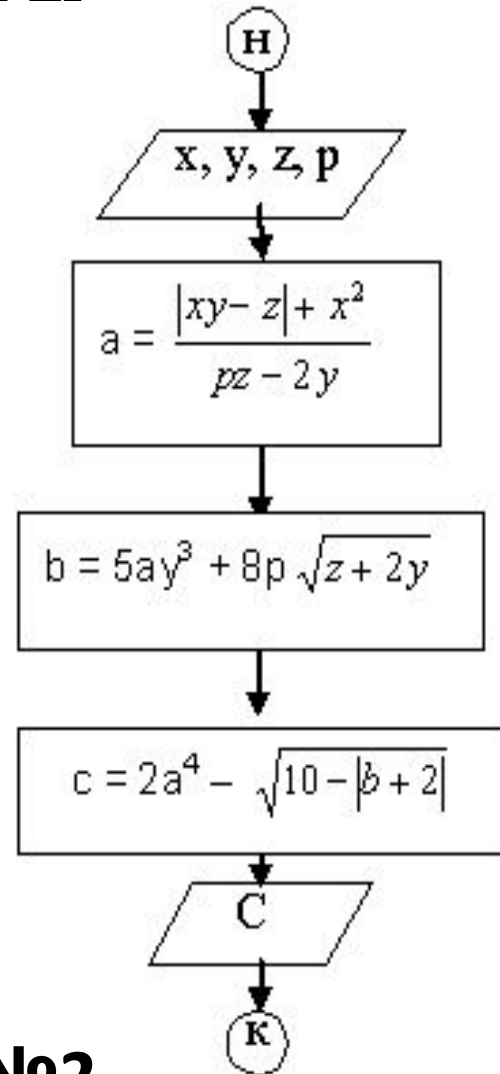 н
x, y, z, p
a = |xy- z|+ x²
pz - 2y
b = 5ay³ + 8p √z + 2y
c = 2a⁴ - √10 - |b + 2|
C
к
№2